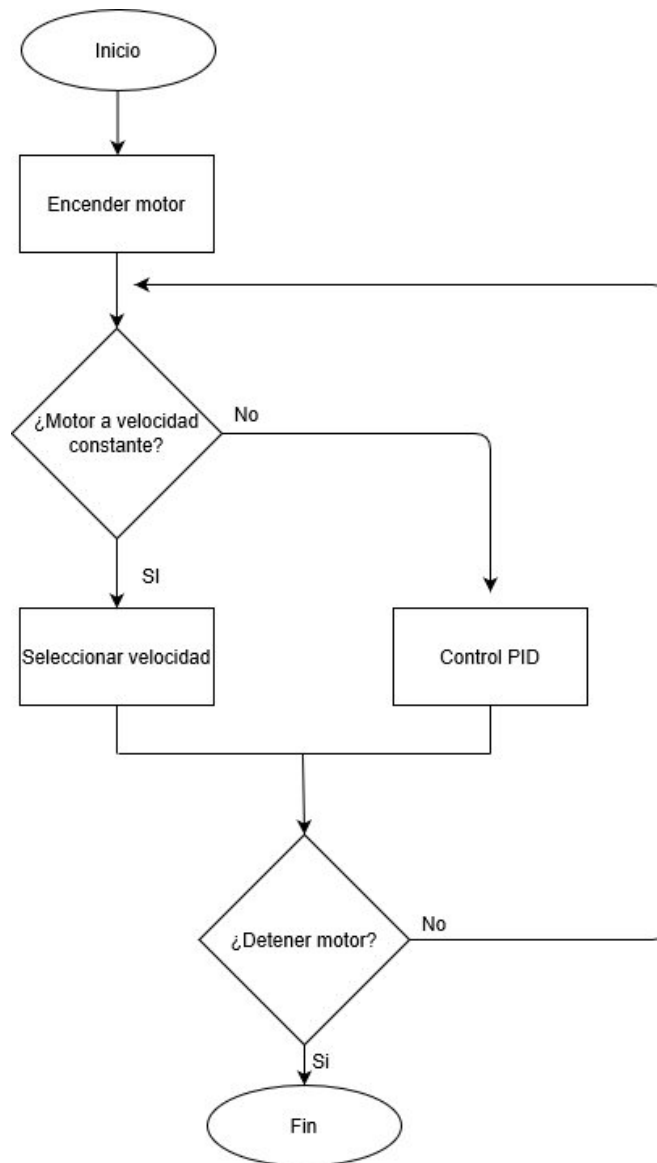 Inicio
Encender motor
¿Motor a velocidad
constante?
No
SI
Seleccionar velocidad
Control PID
¿Detener motor?
No
Si
Fin